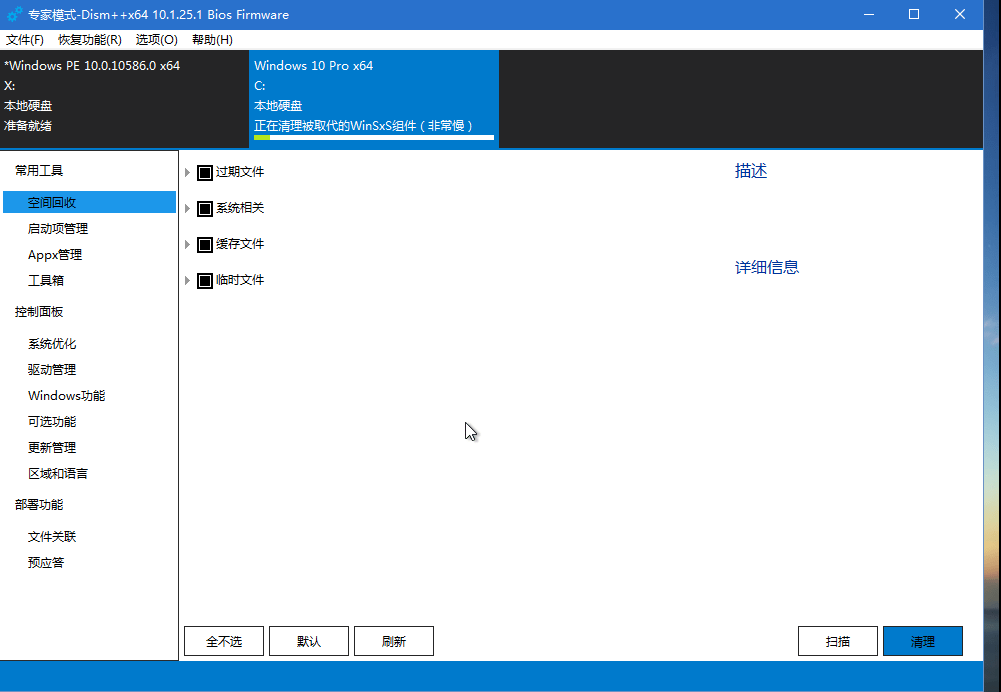 专家模式-Dism++x64 10.1.25.1 Bios Firmware
文件(F) 恢复功能(R) 选项(O) 帮助(H)
*Windows PE 10.0.10586.0 x64
X:
本地硬盘
准备就绪
Windows 10 Pro x64
C:
本地硬盘
正在清理被取代的WinSxS组件（非常慢）
常用工具
空间回收
启动项管理
Appx管理
工具箱
控制面板
系统优化
驱动管理
Windows功能
可选功能
更新管理
区域和语言
部署功能
文件关联
预应答
过期文件
系统相关
缓存文件
临时文件
描述
详细信息
全不选 默认 刷新 扫描 清理